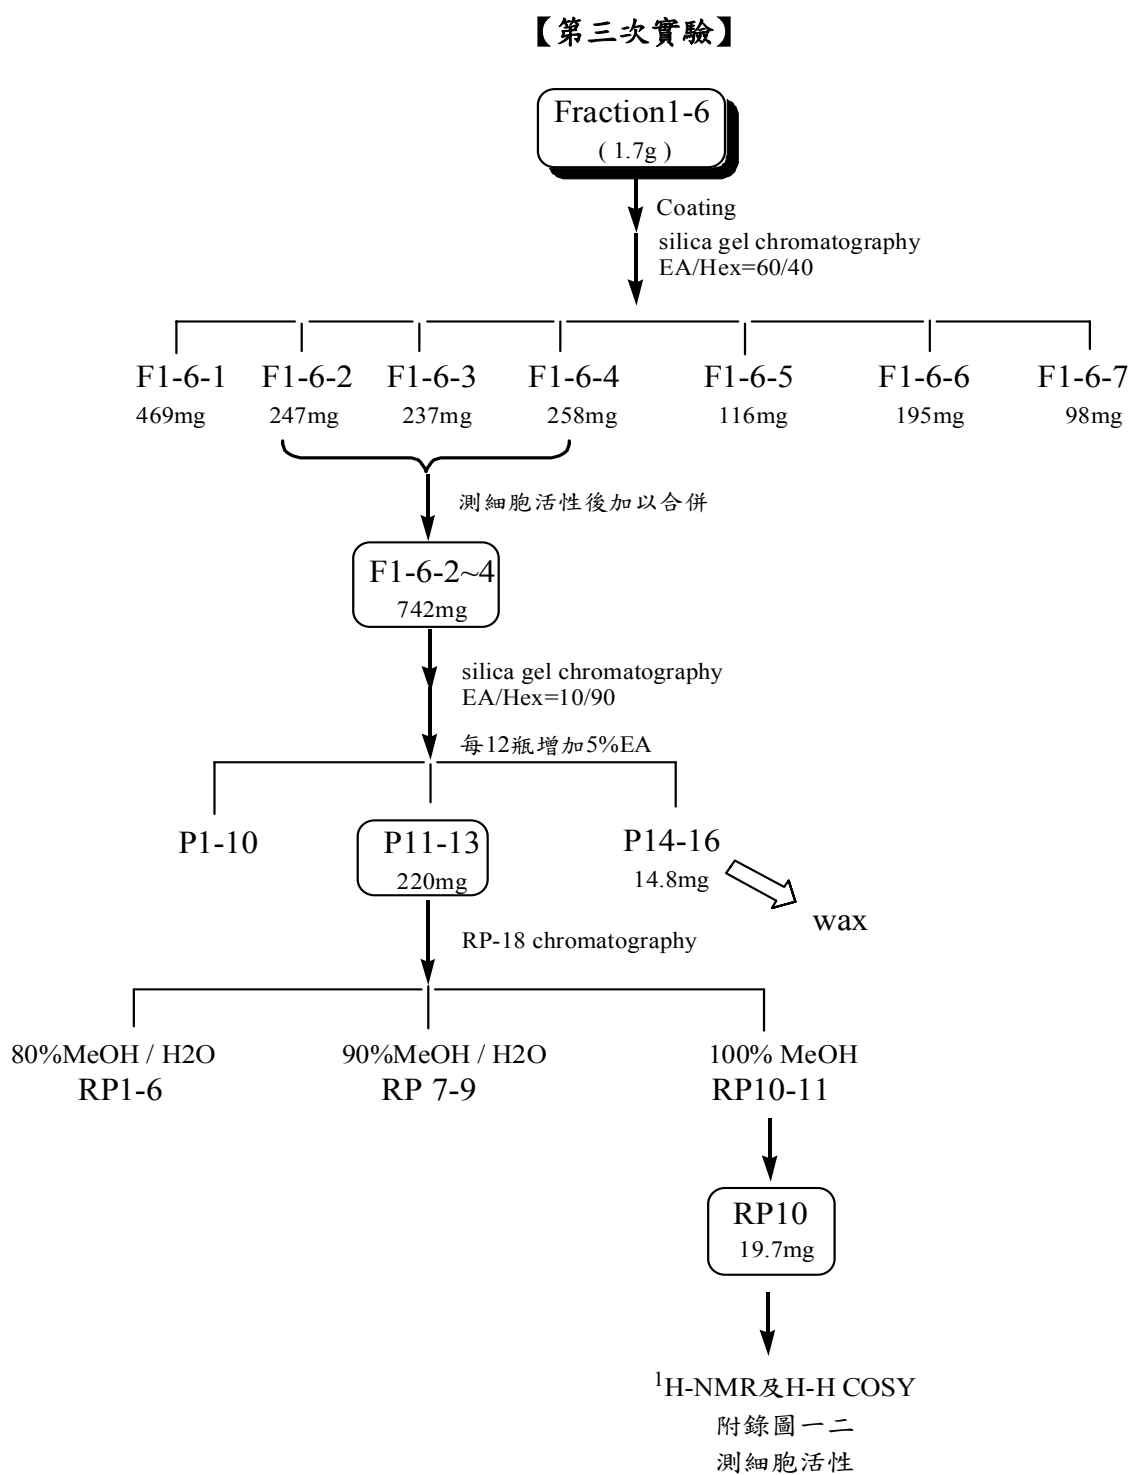 【第三次實驗】
Fraction1-6
( 1.7g )
Coating
silica gel chromatography
EA/Hex=60/40
F1-6-1 F1-6-2 F1-6-3 F1-6-4 F1-6-5 F1-6-6 F1-6-7
469mg 247mg 237mg 258mg 116mg 195mg 98mg
測細胞活性後加以合併
F1-6-2~4
742mg
silica gel chromatography
EA/Hex=10/90
每12瓶增加5%EA
P1-10 P11-13 P14-16
220mg 14.8mg
wax
RP-18 chromatography
80%MeOH / H2O 90%MeOH / H2O 100% MeOH
RP1-6 RP 7-9 RP10-11
RP10
19.7mg
¹H-NMR及H-H COSY
附錄圖一二
測細胞活性